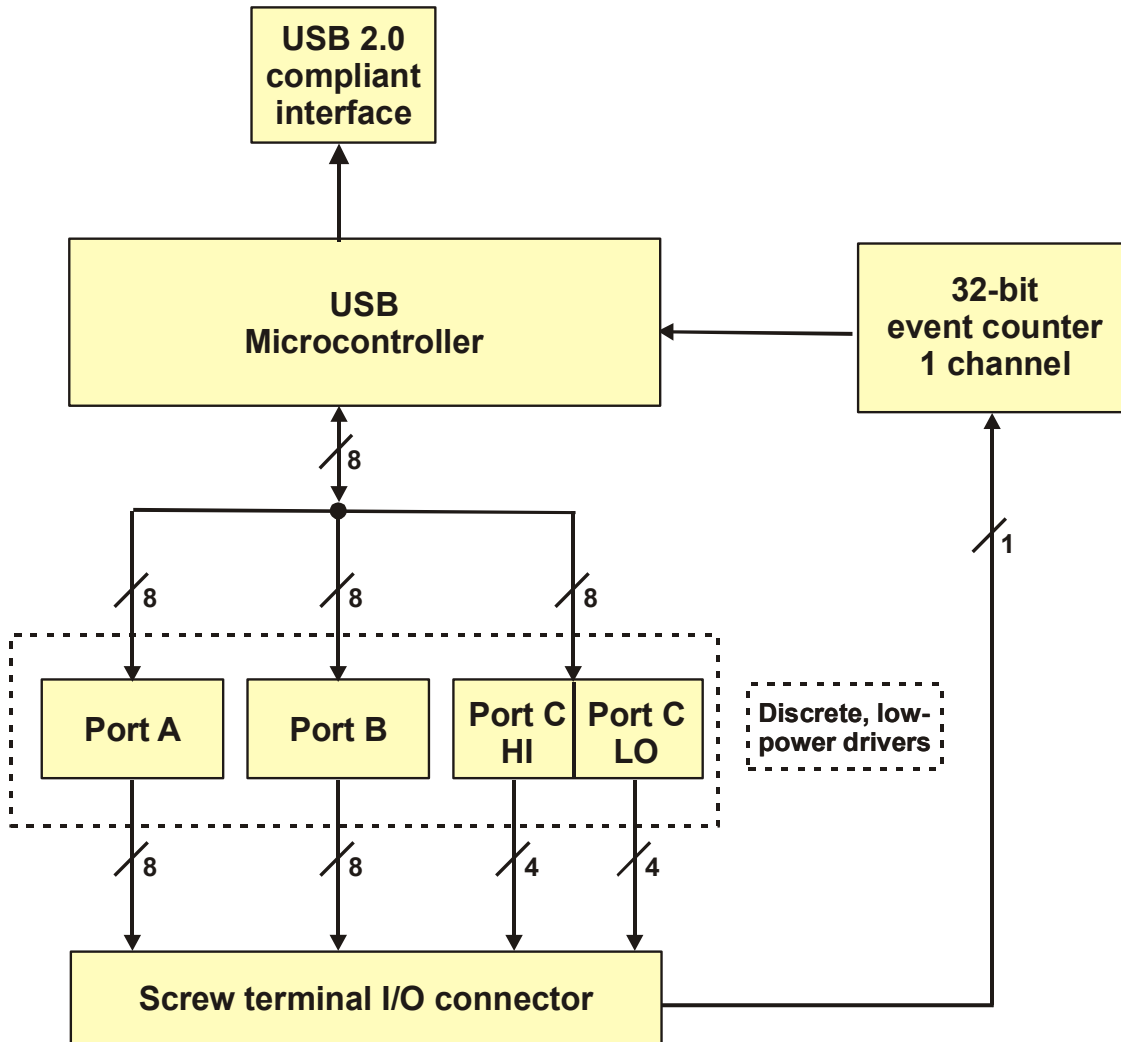 USB 2.0
compliant
interface
USB
Microcontroller
32-bit
event counter
1 channel
8
1
8
8
8
Port A
Port B
Port C
HI
Port C
LO
Discrete, low-
power drivers
8
8
4
4
Screw terminal I/O connector